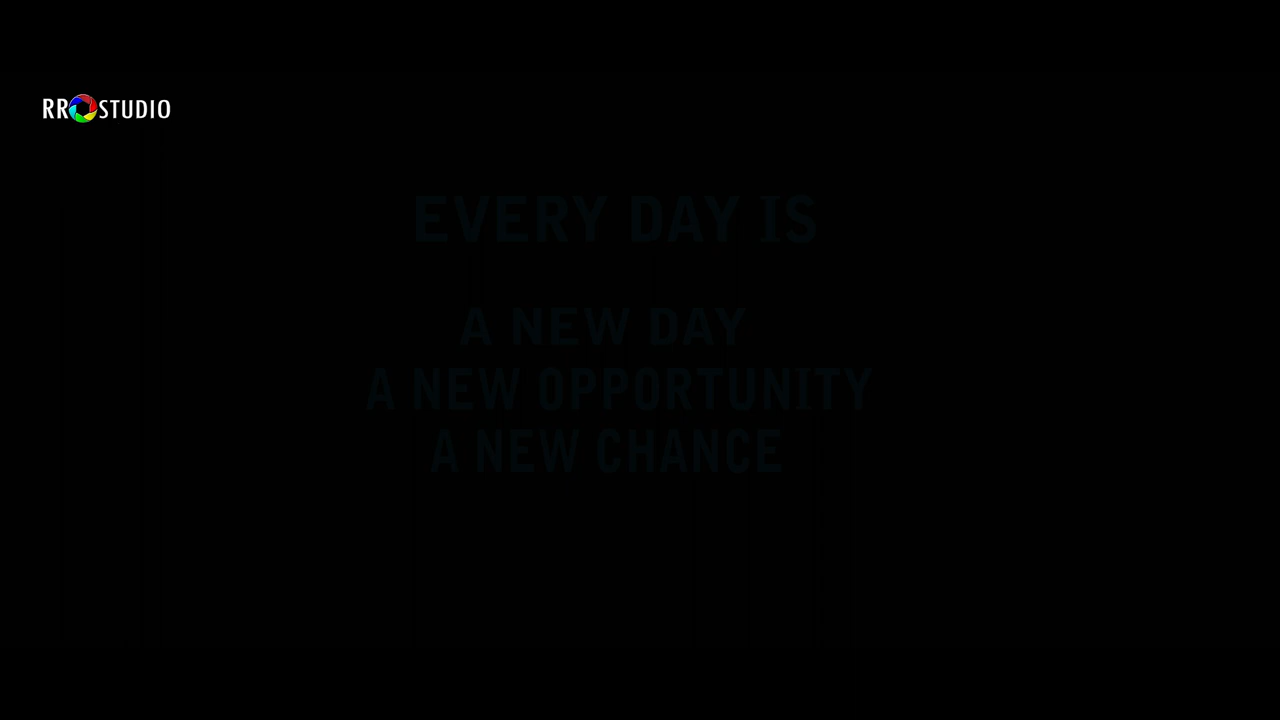 RR STUDIO
EVERY DAY IS
A NEW DAY
A NEW OPPORTUNITY
A NEW CHANCE